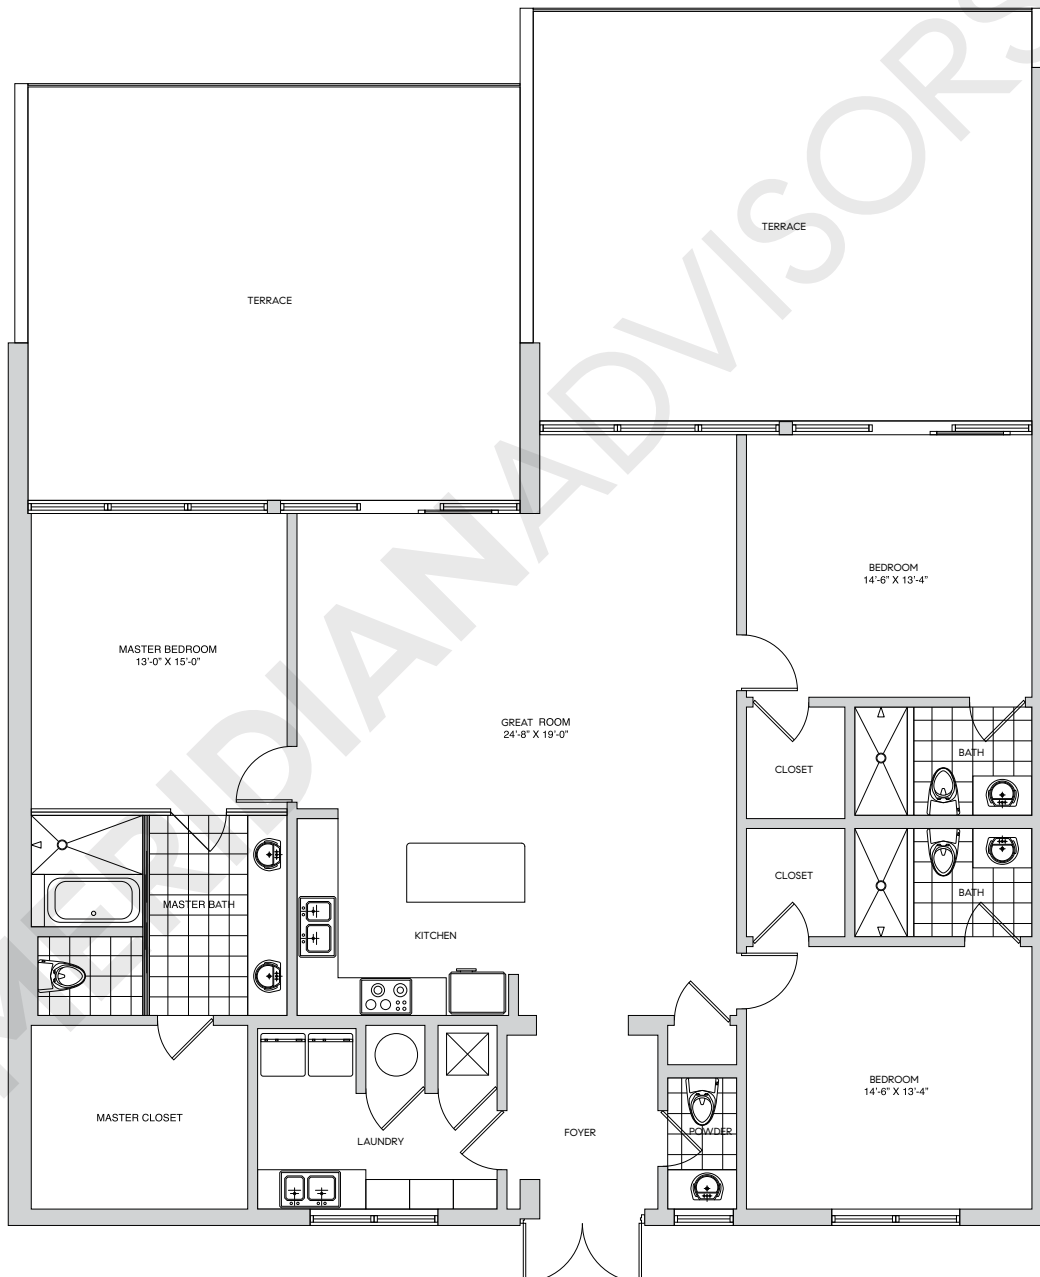 TERRACE
TERRACE
BEDROOM
14'-6" X 13'-4"
MASTER BEDROOM
13'-0" X 15'-0"
GREAT ROOM
24'-8" X 19'-0"
BATH
CLOSET
CLOSET
BATH
MASTER BATH
KITCHEN
BEDROOM
14'-6" X 13'-4"
MASTER CLOSET
LAUNDRY
FOYER
POWDER
MERIDIANADVISORS